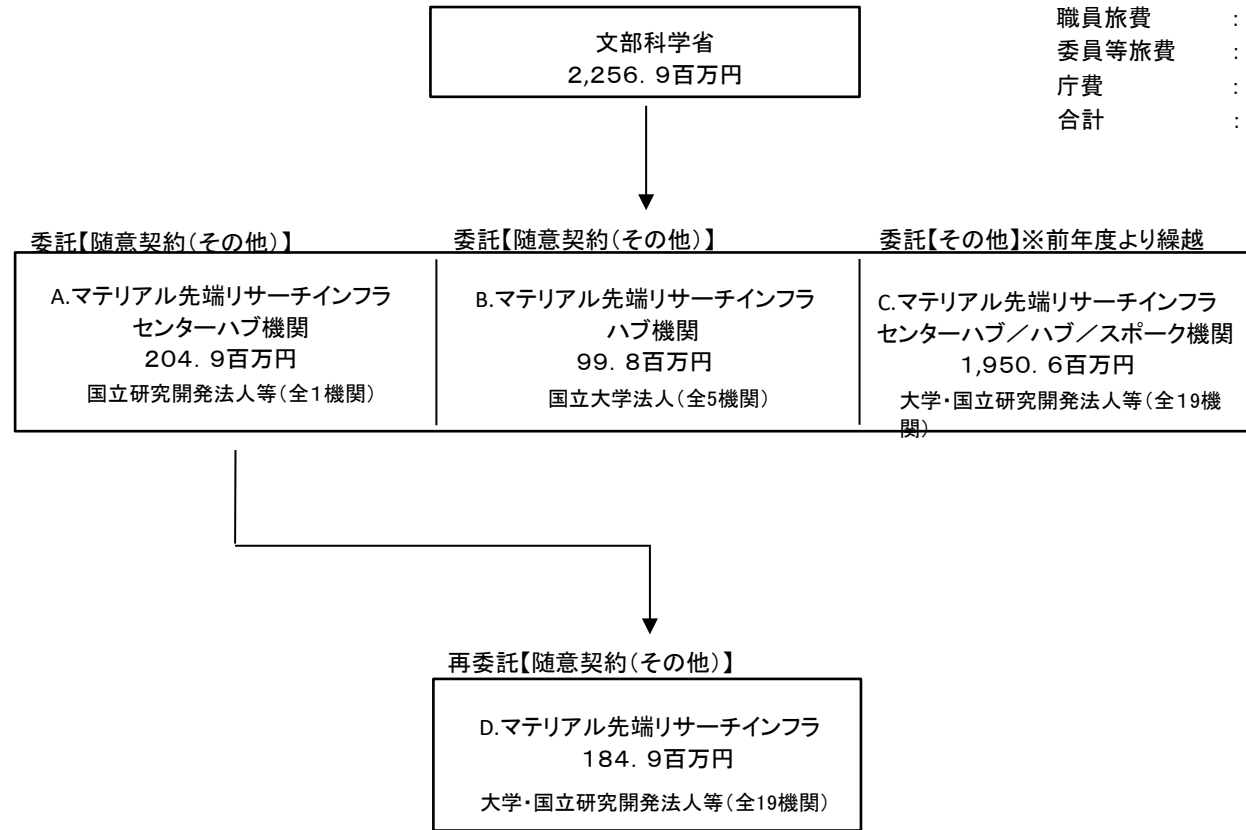 文部科学省
2,256．9百万円
職員旅費 :
委員等旅費 :
庁費 :
合計 :
委託【随意契約（その他）】
委託【随意契約（その他）】
委託【その他】※前年度より繰越
A.マテリアル先端リサーチインフラ
センターハブ機関
204．9百万円
国立研究開発法人等（全１機関）
B.マテリアル先端リサーチインフラ
ハブ機関
99．8百万円
国立大学法人（全5機関）
C.マテリアル先端リサーチインフラ
センターハブ／ハブ／スポーク機関
1,950．6百万円
大学・国立研究開発法人等（全19機
関）
再委託【随意契約（その他）】
D.マテリアル先端リサーチインフラ
184．9百万円
大学・国立研究開発法人等（全19機関）